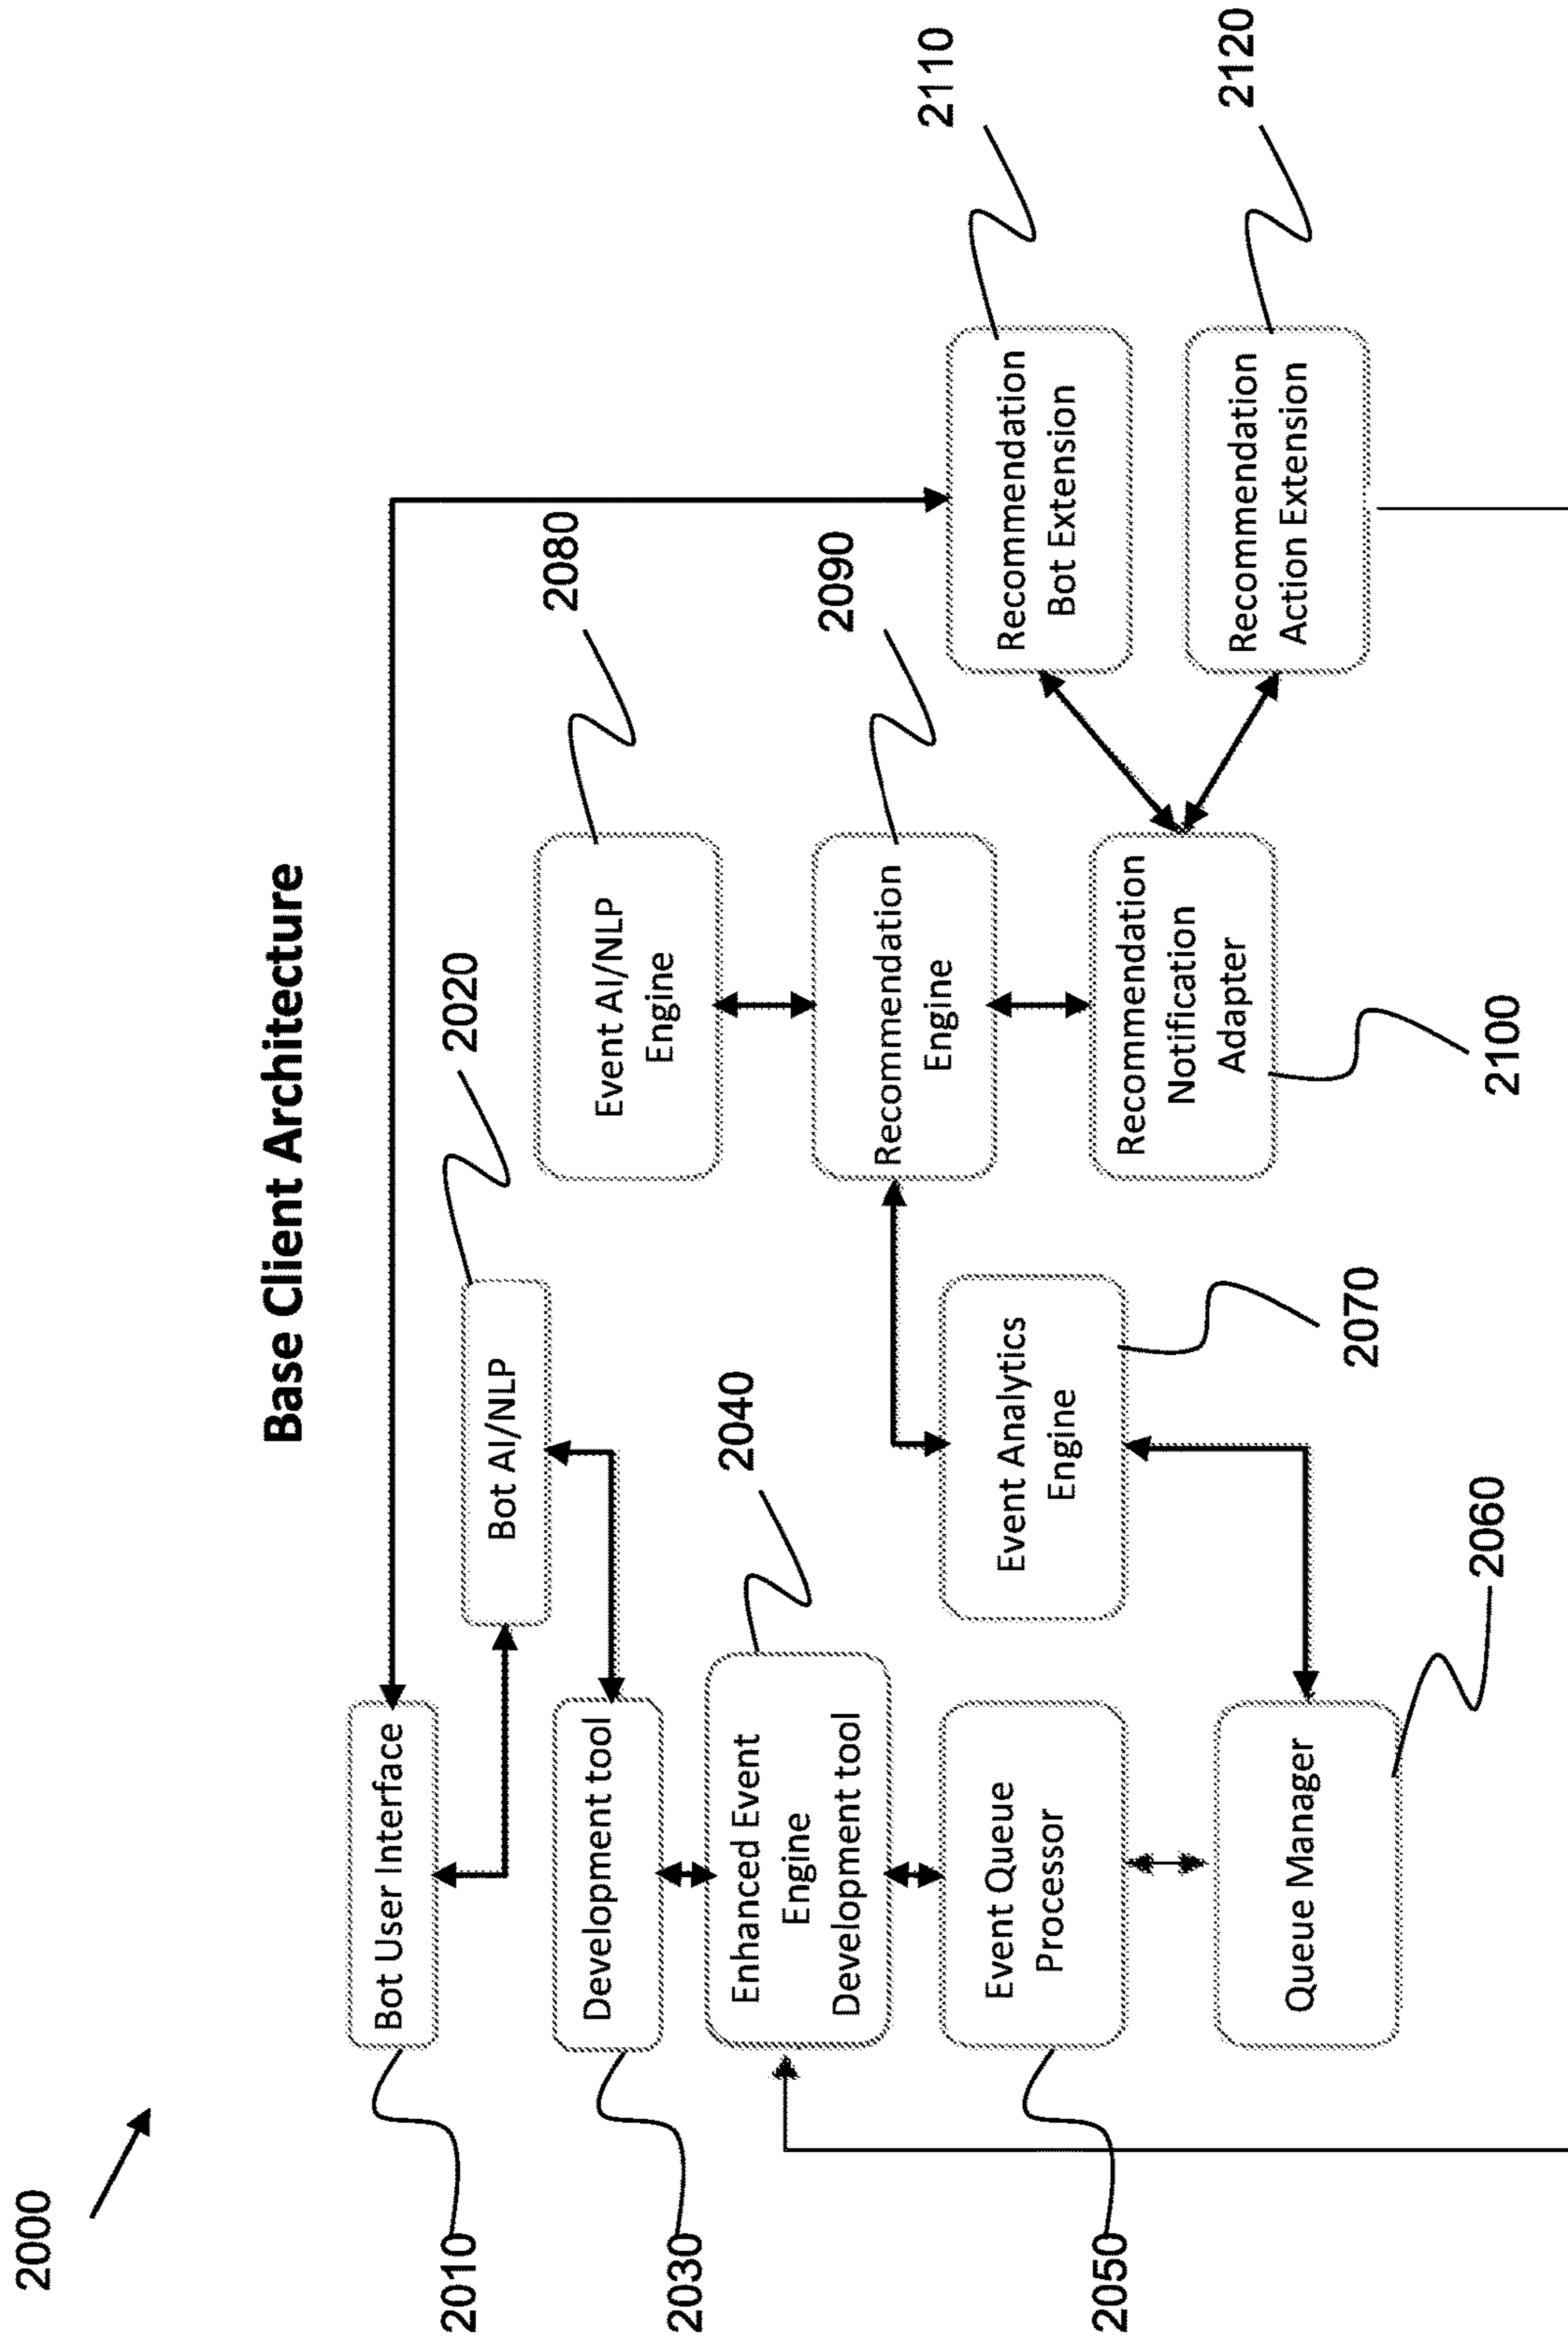 2000
Base Client Architecture
2010
Bot User Interface
2020
Bot AI/NLP
2030
Development tool
2040
Enhanced Event
Engine
Development tool
2050
Event Queue
Processor
2060
Queue Manager
2070
Event Analytics
Engine
2080
Event AI/NLP
Engine
2090
Recommendation
Engine
2100
Recommendation
Notification
Adapter
2110
Recommendation
Bot Extension
2120
Recommendation
Action Extension